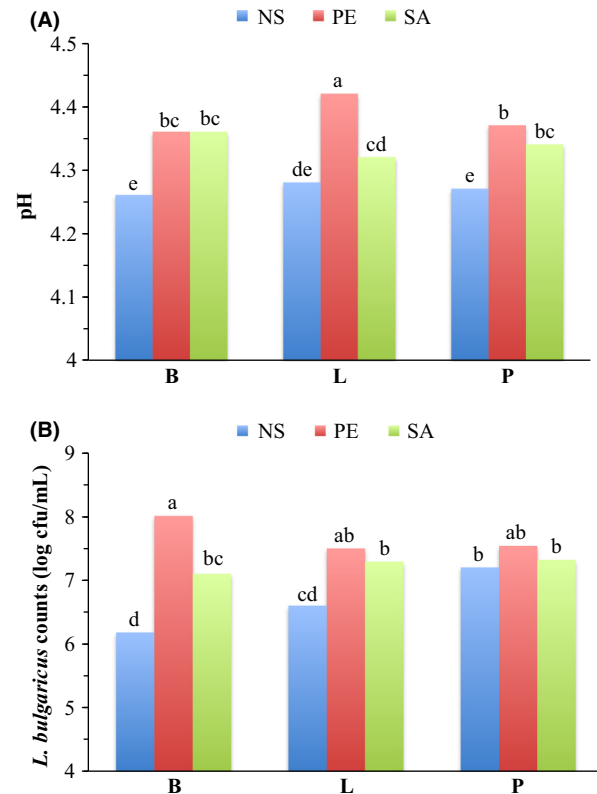 (A)
NS PE SA
4.5
4.4
4.3
4.2
4.1
4
pH
e bc bc
de a cd
e b bc
B L P
(B)
NS PE SA
9
8
7
6
5
4
L. bulgaricus counts (log cfu/mL)
d a bc
cd ab b
b ab b
B L P